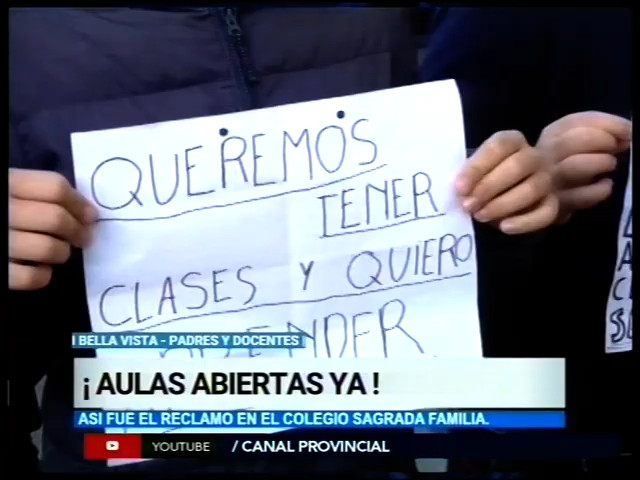 QUEREMOS
TENER
CLASES Y QUIERO
I BELLA VISTA - PADRES Y DOCENTES
¡AULAS ABIERTAS YA!
ASI FUE EL RECLAMO EN EL COLEGIO SAGRADA FAMILIA.
YOUTUBE / CANAL PROVINCIAL